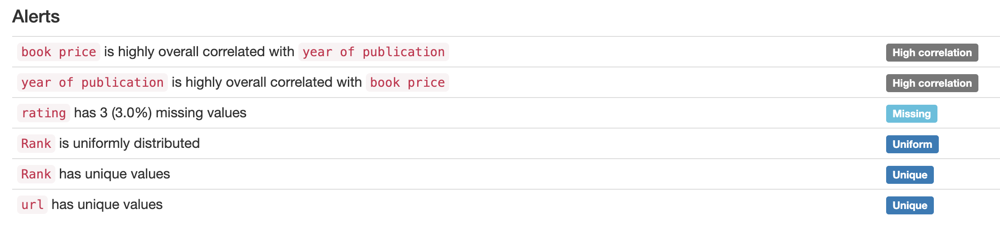 Alerts
book price is highly overall correlated with year of publication High correlation
year of publication is highly overall correlated with book price High correlation
rating has 3 (3.0%) missing values Missing
Rank is uniformly distributed Uniform
Rank has unique values Unique
url has unique values Unique